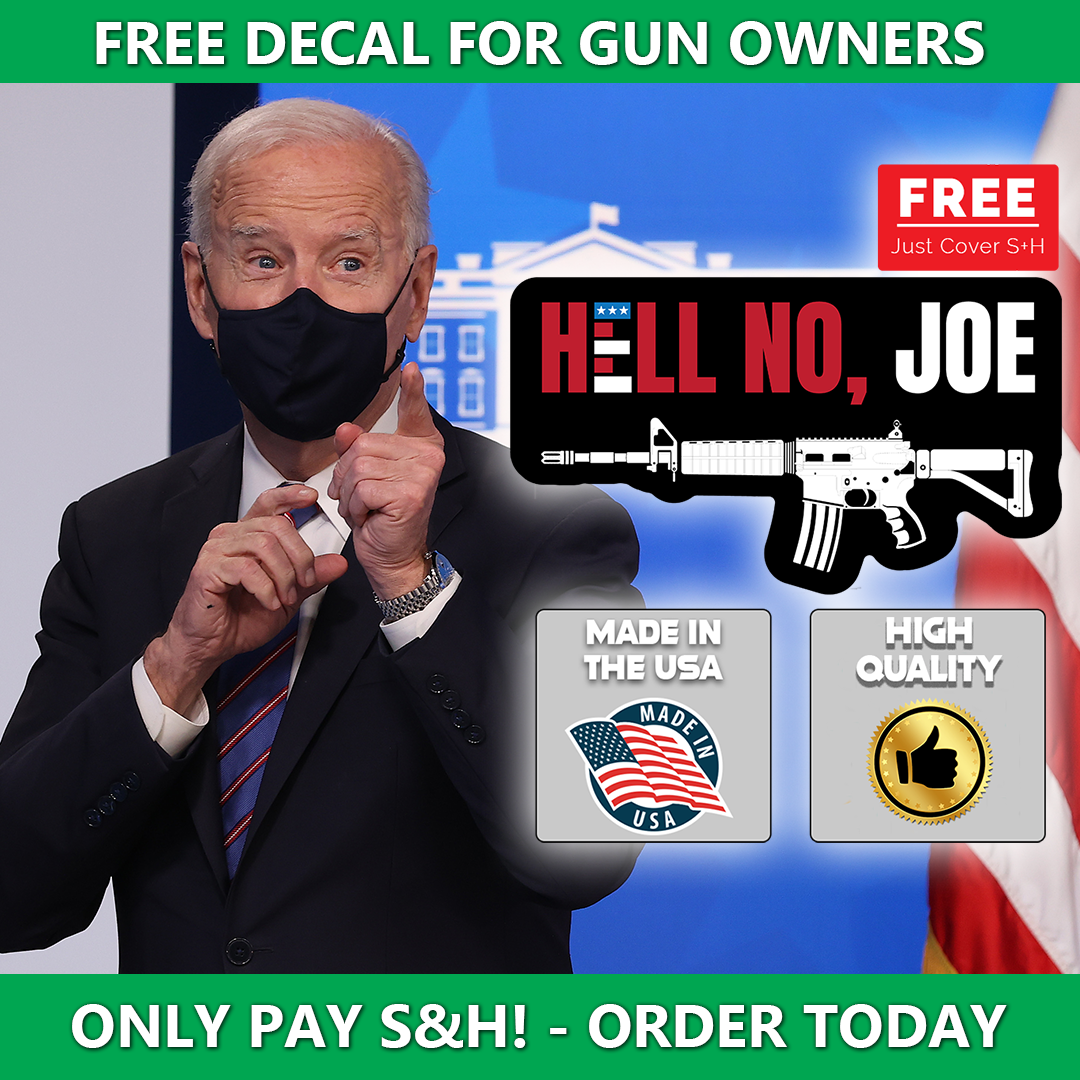 FREE DECAL FOR GUN OWNERS
FREE
Just Cover S+H
HELL NO, JOE
MADE IN
THE USA
MADE IN
USA
HIGH
QUALITY
ONLY PAY S&H! - ORDER TODAY